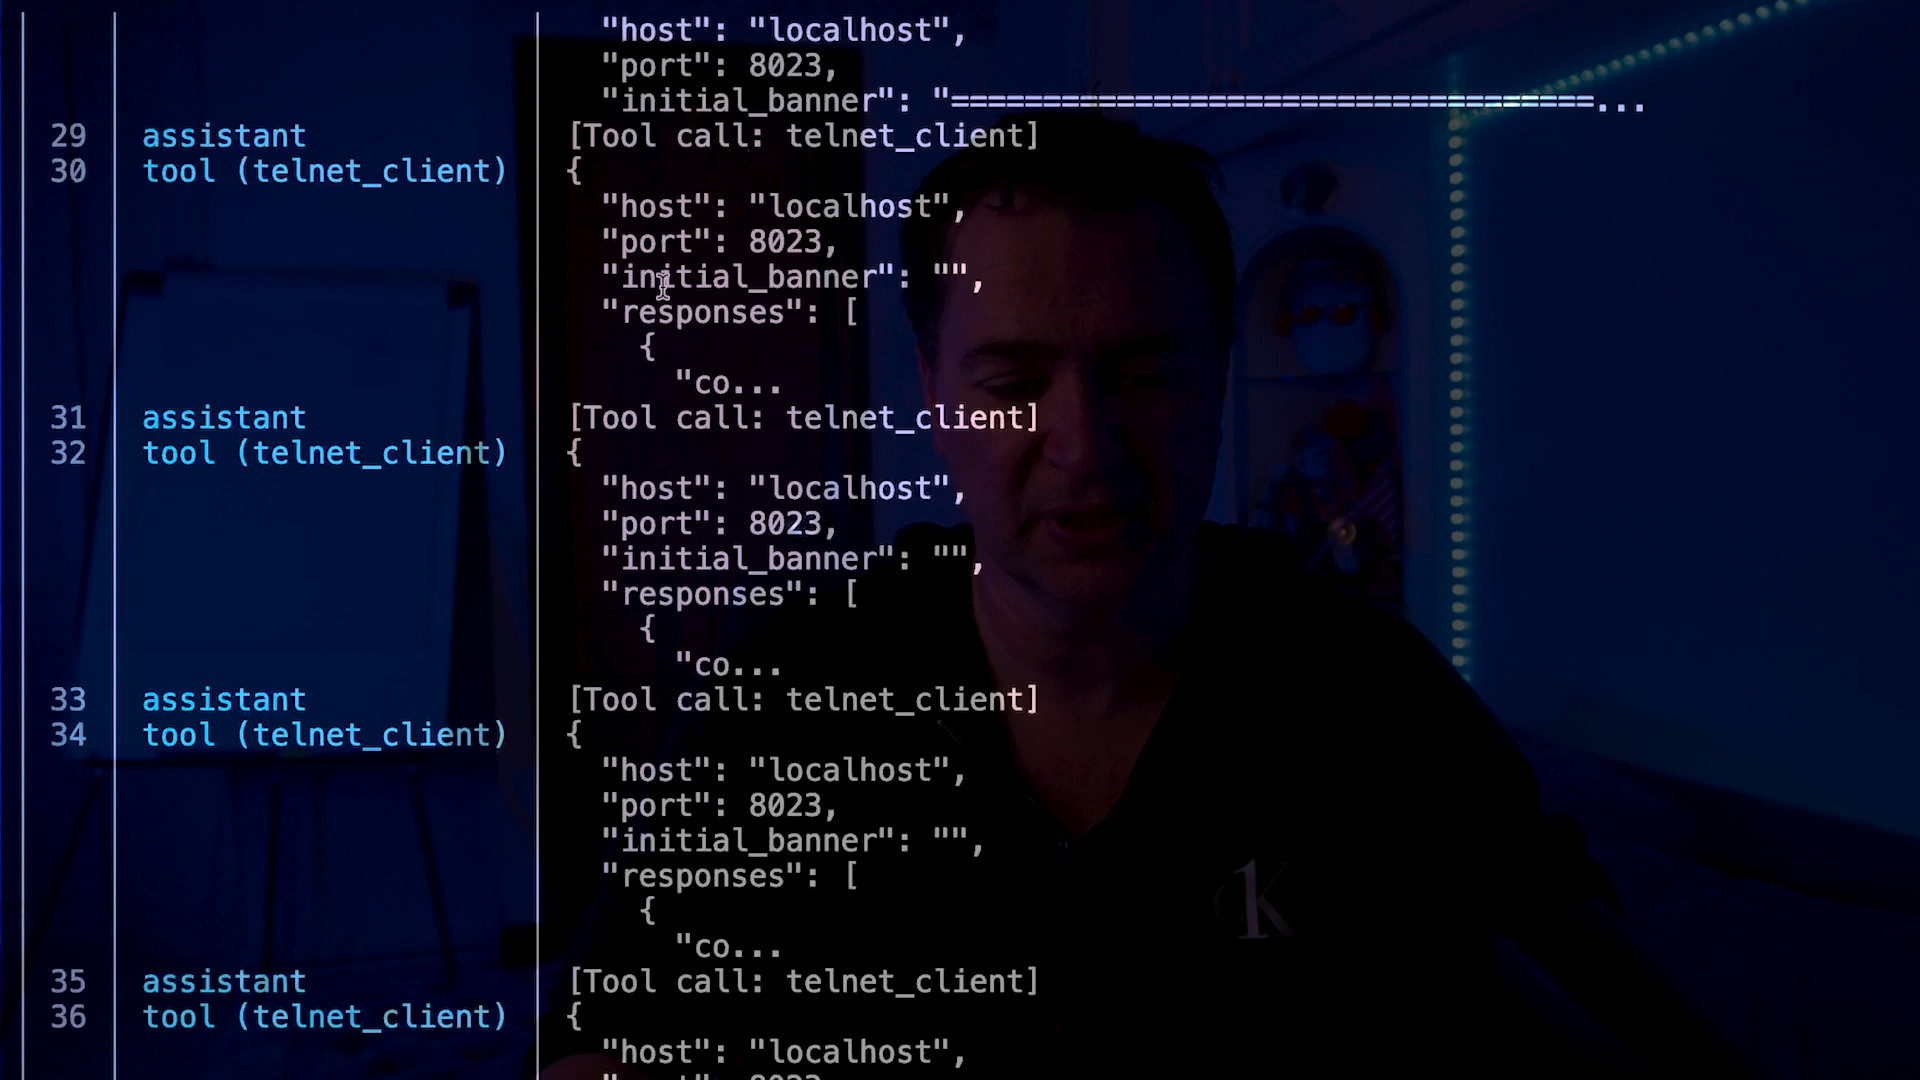 "host": "localhost",
"port": 8023,
"initial_banner": "===================================...
29 assistant [Tool call: telnet_client]
30 tool (telnet_client) {
"host": "localhost",
"port": 8023,
"initial_banner": "",
"responses": [
{
"co...
31 assistant [Tool call: telnet_client]
32 tool (telnet_client) {
"host": "localhost",
"port": 8023,
"initial_banner": "",
"responses": [
{
"co...
33 assistant [Tool call: telnet_client]
34 tool (telnet_client) {
"host": "localhost",
"port": 8023,
"initial_banner": "",
"responses": [
{
"co...
35 assistant [Tool call: telnet_client]
36 tool (telnet_client) {
"host": "localhost",